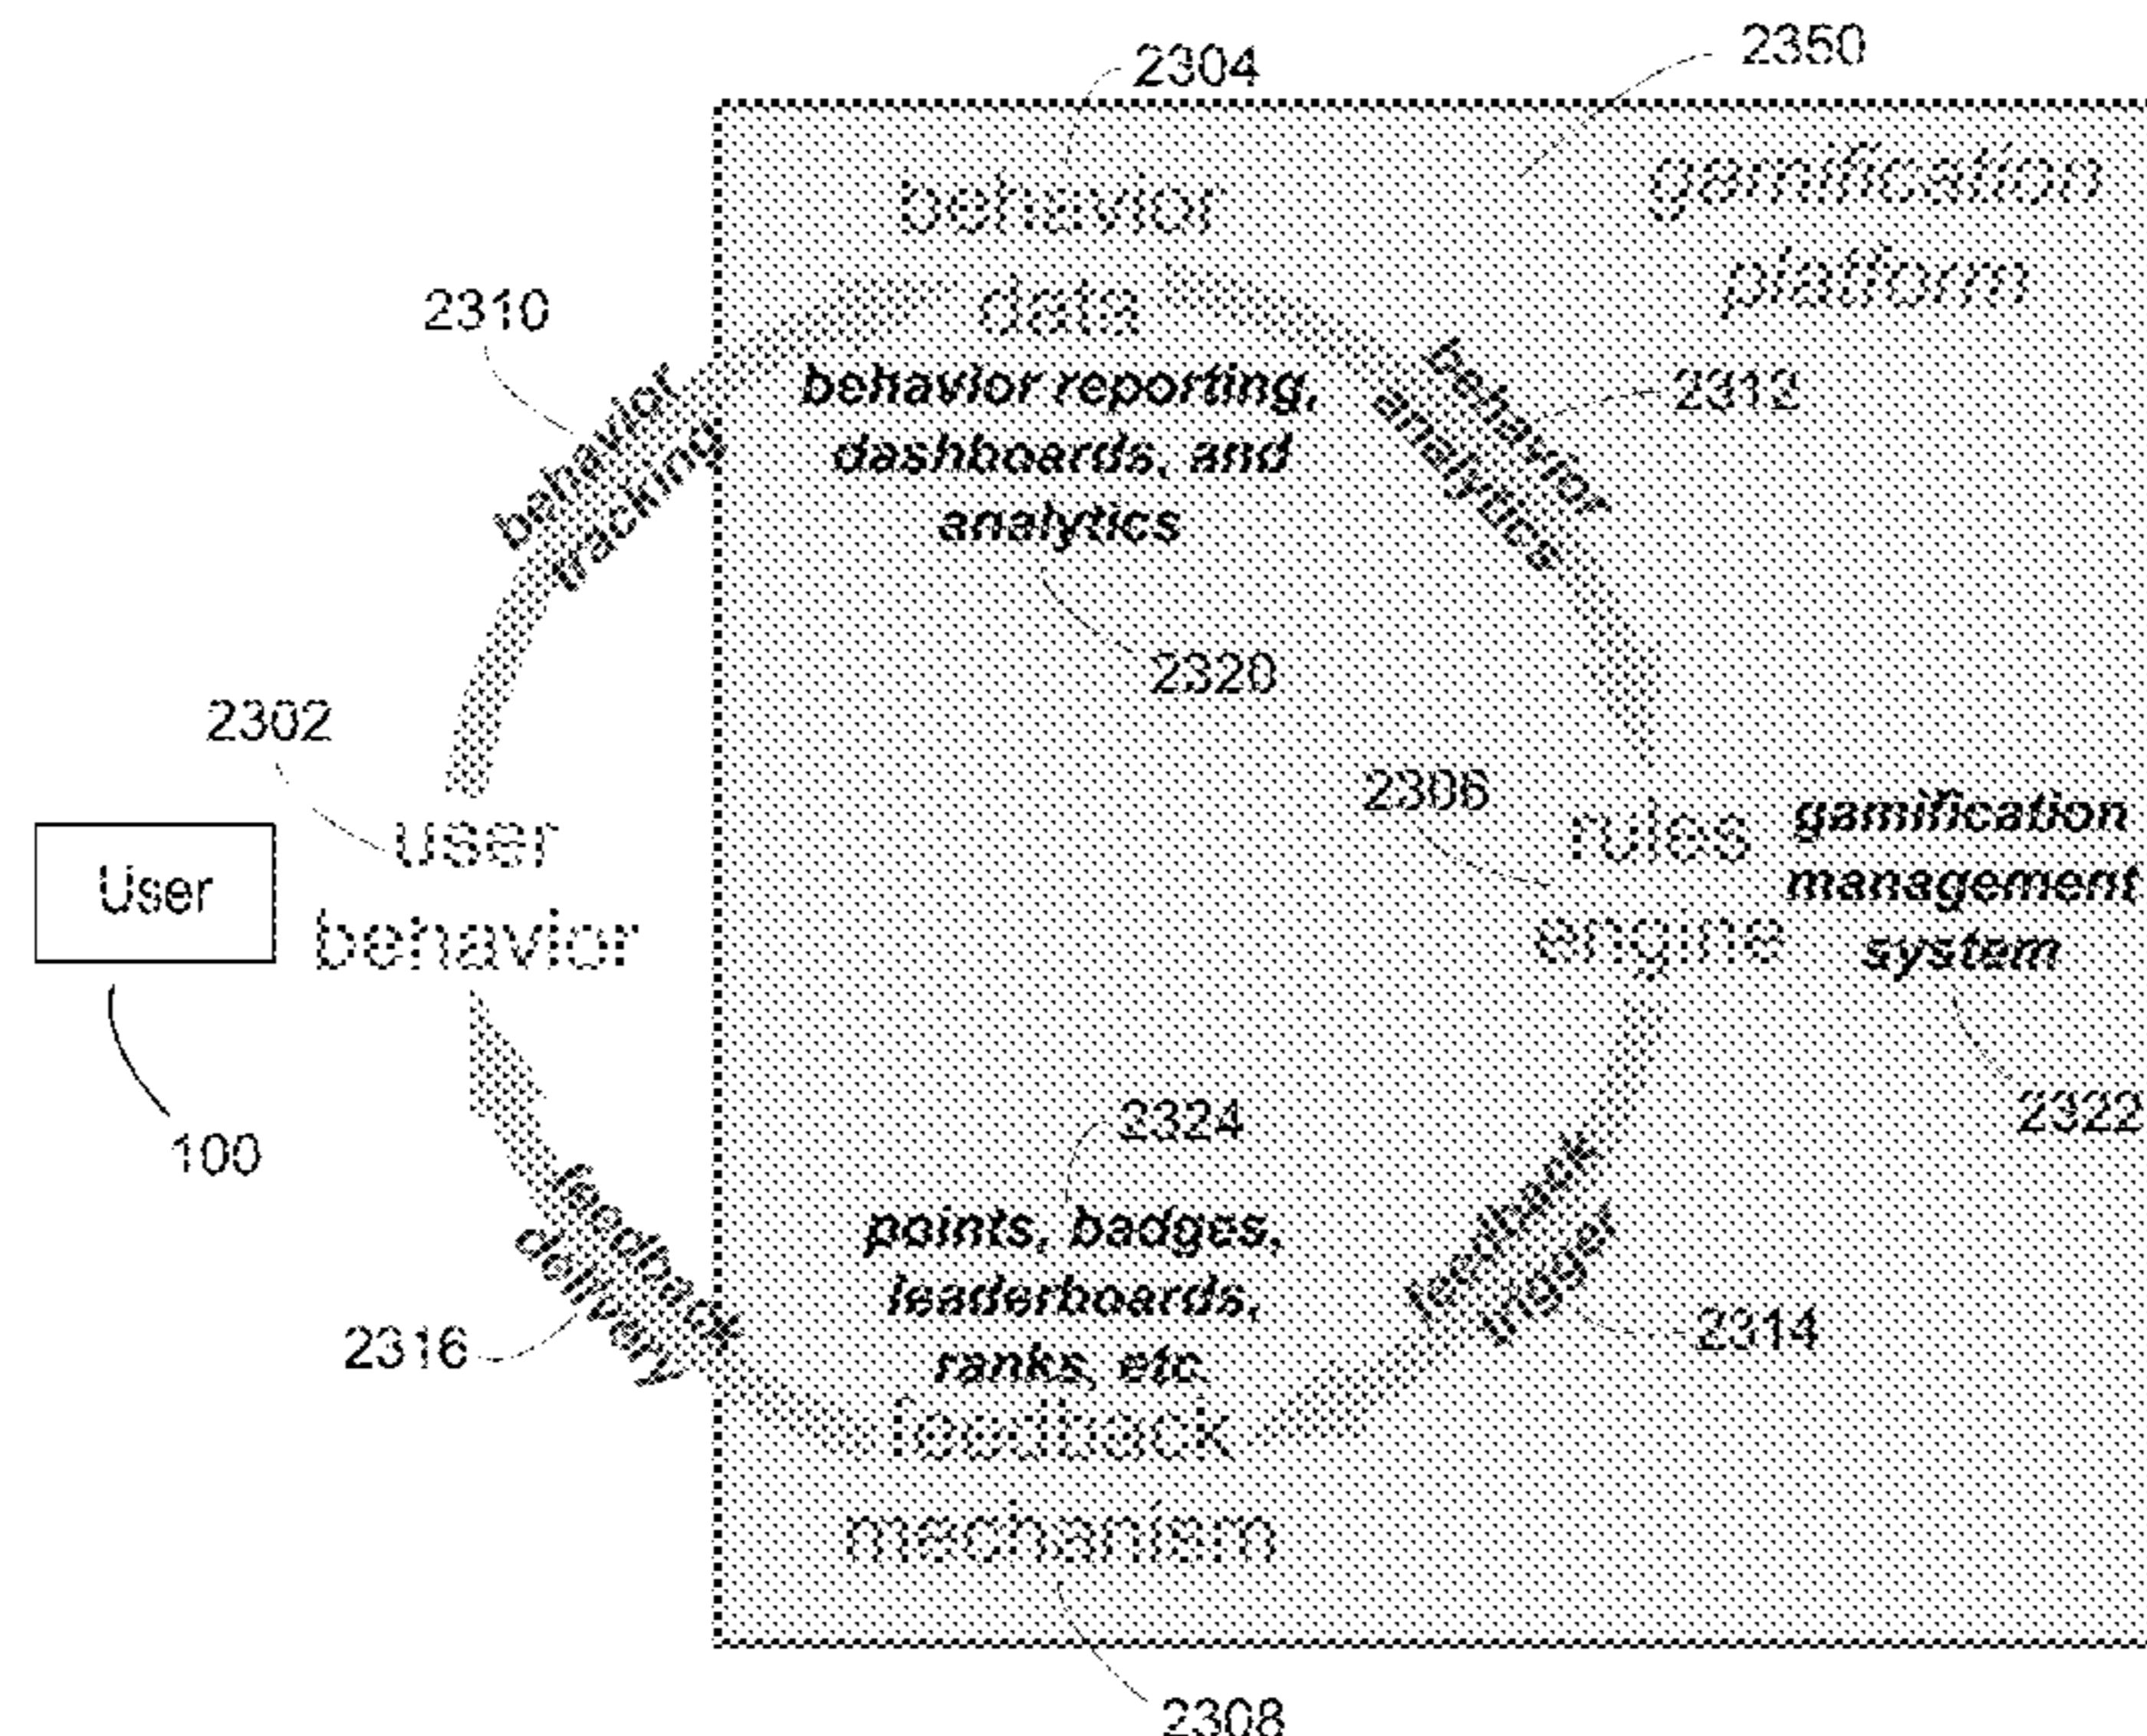 2304
2350
behavior
data
gamification
platform
2310
behavior
tracking
behavior reporting,
dashboards, and
analytics
behavior
analytics
2312
2320
2302
user
behavior
User
100
2306
rules
engine
gamification
management
system
2322
2324
points, badges,
leaderboards,
ranks, etc.
feedback
mechanism
feedback
trigger
2314
feedback
delivery
2316
2308